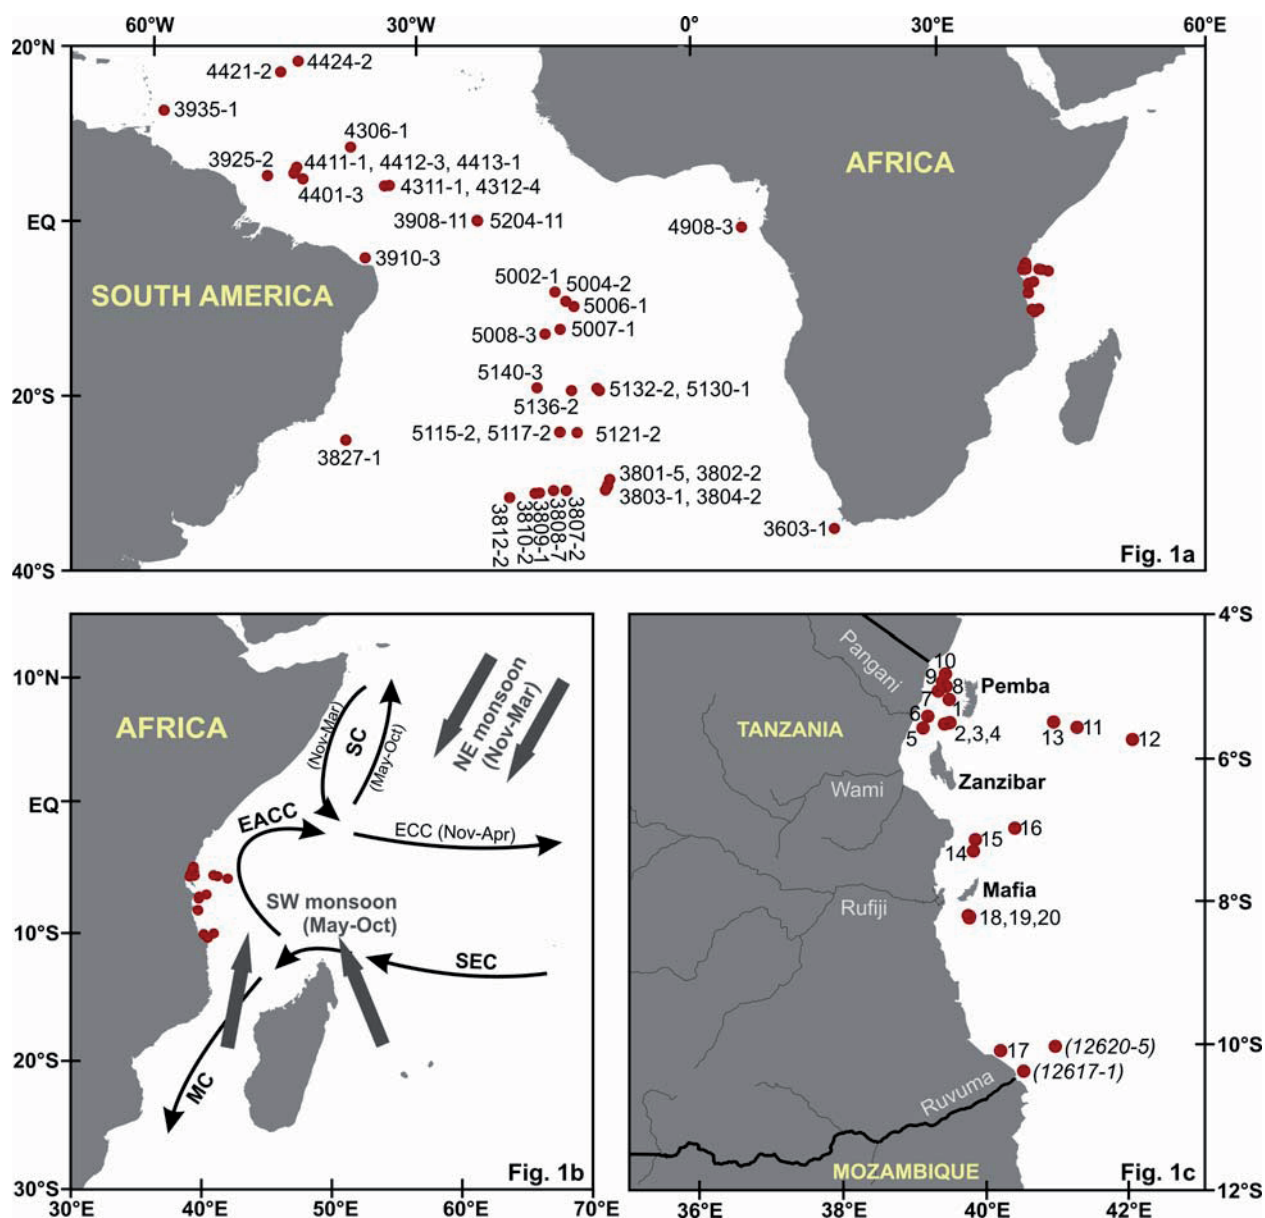 60°W 30°W 0° 30°E 60°E
20°N
4421-2 4424-2
3935-1
4306-1
3925-2 4411-1, 4412-3, 4413-1
AFRICA
4401-3 4311-1, 4312-4
EQ
3908-11 5204-11 4908-3
3910-3
SOUTH AMERICA
5002-1 5004-2
5006-1
5008-3 5007-1
5140-3
20°S
5132-2, 5130-1
5136-2
5115-2, 5117-2 5121-2
3827-1
3801-5, 3802-2
3803-1, 3804-2
3812-2
3810-2
3809-1
3808-7
3807-2
3603-1
40°S
Fig. 1a
10°N
AFRICA
(Nov-Mar)
SC
(May-Oct)
NE monsoon
(Nov-Mar)
EQ
EACC
ECC (Nov-Apr)
SW monsoon
(May-Oct)
10°S
SEC
20°S
MC
Fig. 1b
30°S
30°E 40°E 50°E 60°E 70°E
4°S
Pangani
10
9
8
7
Pemba
1
6
TANZANIA
5
2,3,4
13
11
12
6°S
Zanzibar
Wami
16
15
14
Mafia
8°S
Rufiji
18,19,20
10°S
17
(12620-5)
(12617-1)
Ruvuma
MOZAMBIQUE
Fig. 1c
12°S
36°E 38°E 40°E 42°E